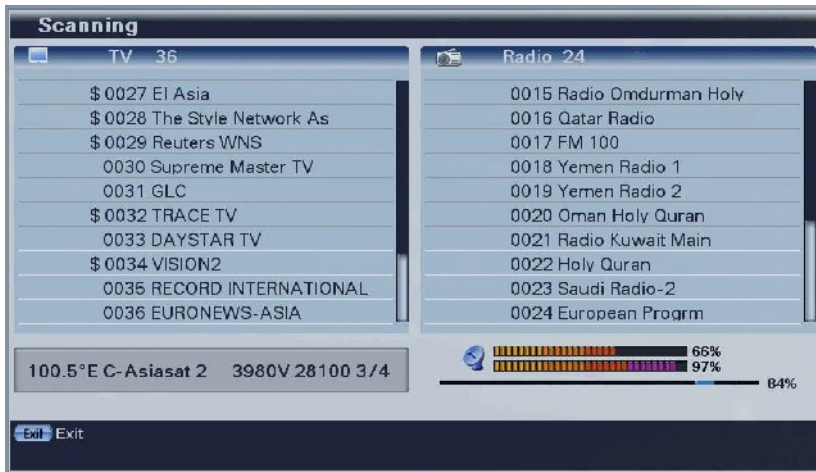 Scanning
TV 36
$ 0027 El Asia
$ 0028 The Style Network As
$ 0029 Reuters WNS
0030 Supreme Master TV
0031 GLC
$ 0032 TRACE TV
0033 DAYSTAR TV
$ 0034 VISION2
0035 RECORD INTERNATIONAL
0036 EURONEWS-ASIA
Radio 24
0015 Radio Omdurman Holy
0016 Qatar Radio
0017 FM 100
0018 Yemen Radio 1
0019 Yemen Radio 2
0020 Oman Holy Quran
0021 Radio Kuwait Main
0022 Holy Quran
0023 Saudi Radio-2
0024 European Progrm
100.5°E C-Asiasat 2 3980V 28100 3/4
66%
97%
84%
Exit Exit